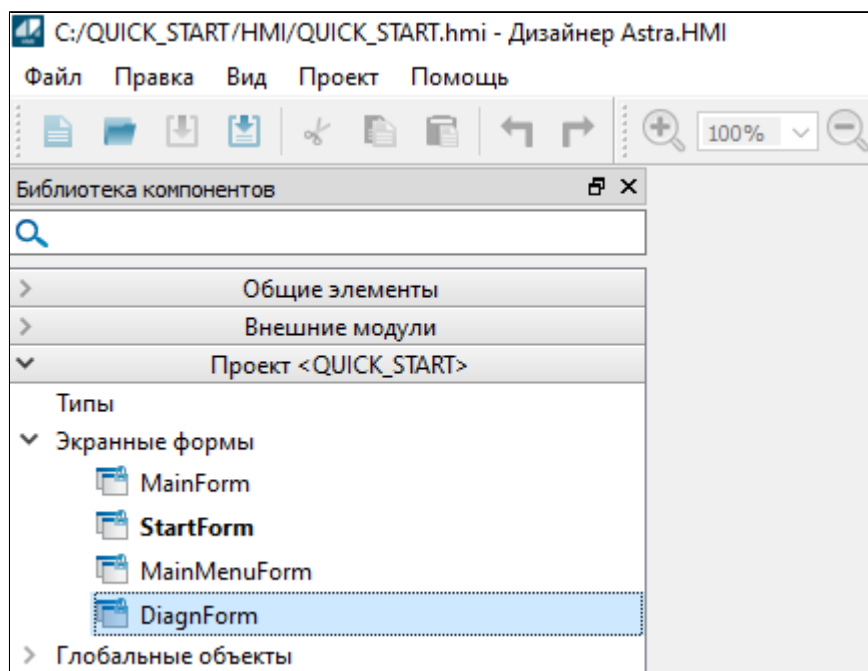 C:/QUICK_START/HMI/QUICK_START.hmi - Дизайнер Astra.HMI
Файл Правка Вид Проект Помощь
100%
Библиотека компонентов
Общие элементы
Внешние модули
Проект <QUICK_START>
Типы
Экранные формы
MainForm
StartForm
MainMenuForm
DiagnForm
Глобальные объекты